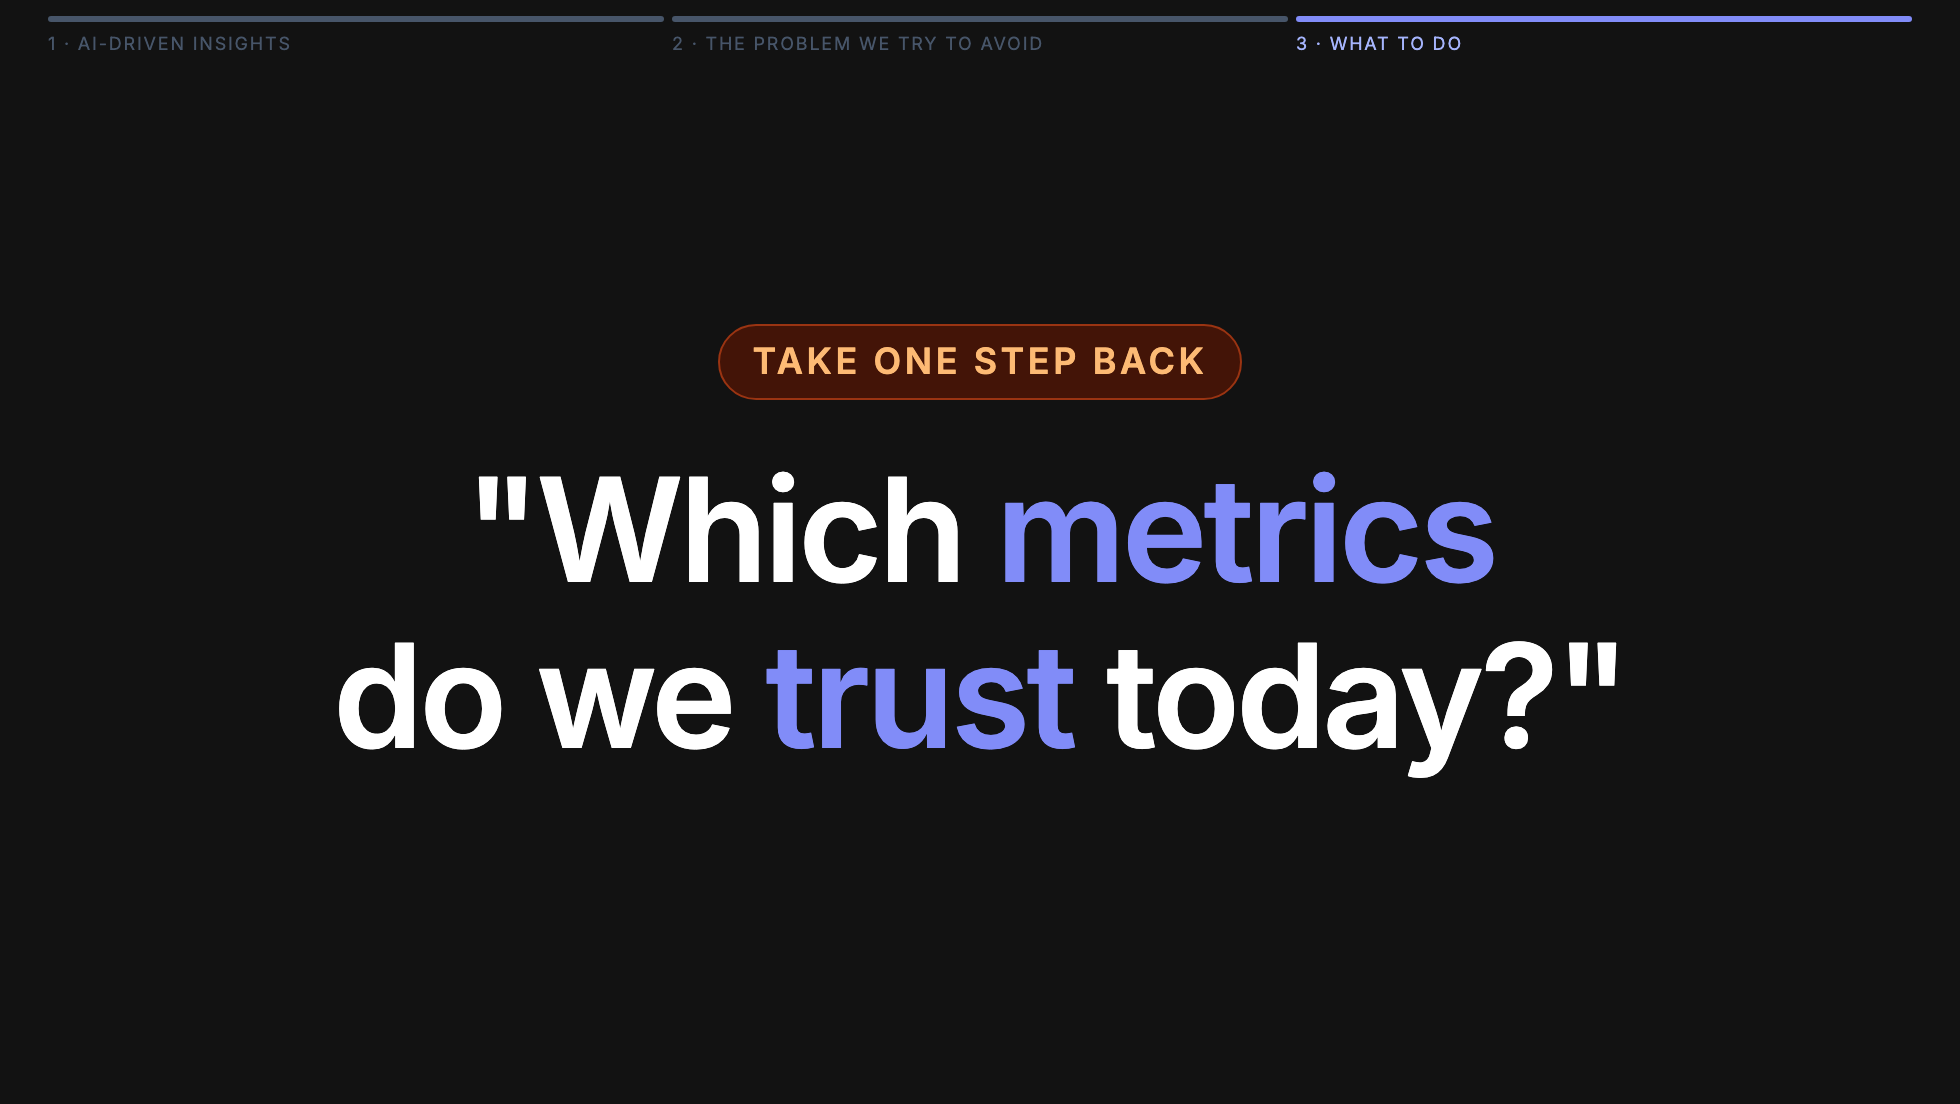 1 · AI-DRIVEN INSIGHTS
2 · THE PROBLEM WE TRY TO AVOID
3 · WHAT TO DO
TAKE ONE STEP BACK
"Which metrics
do we trust today?"